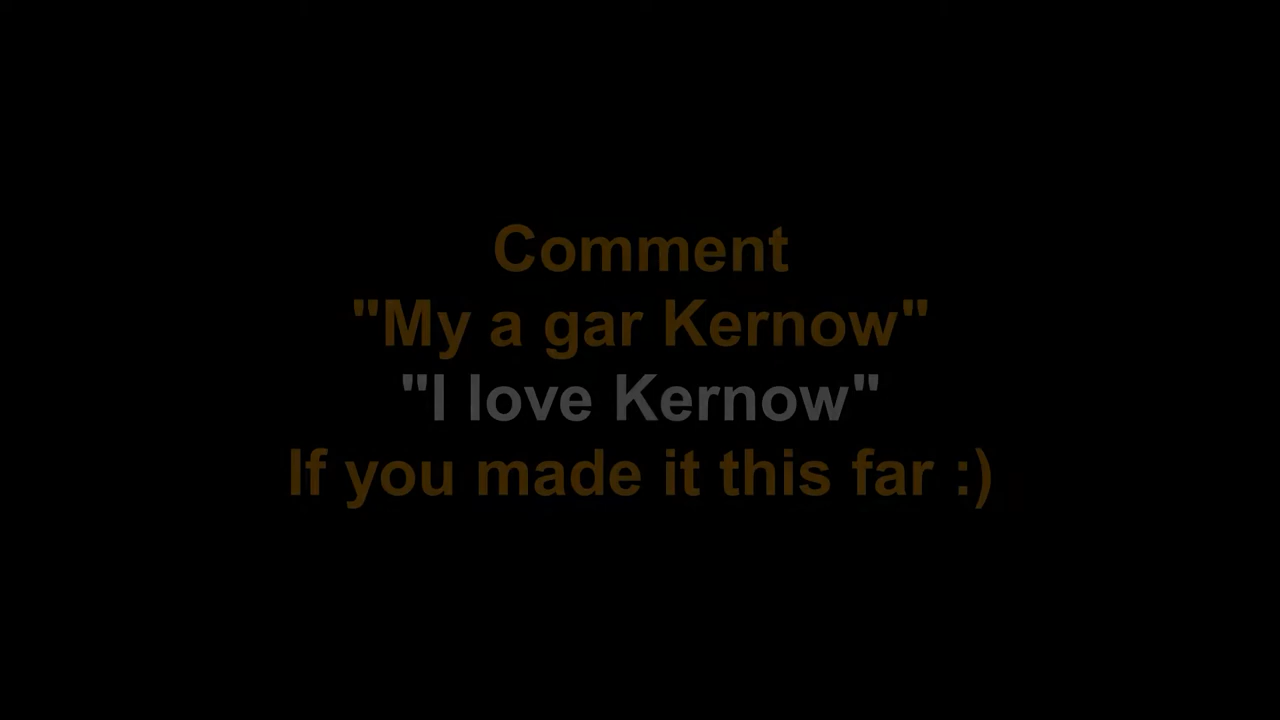 Comment
"My a gar Kernow"
"I love Kernow"
If you made it this far :)